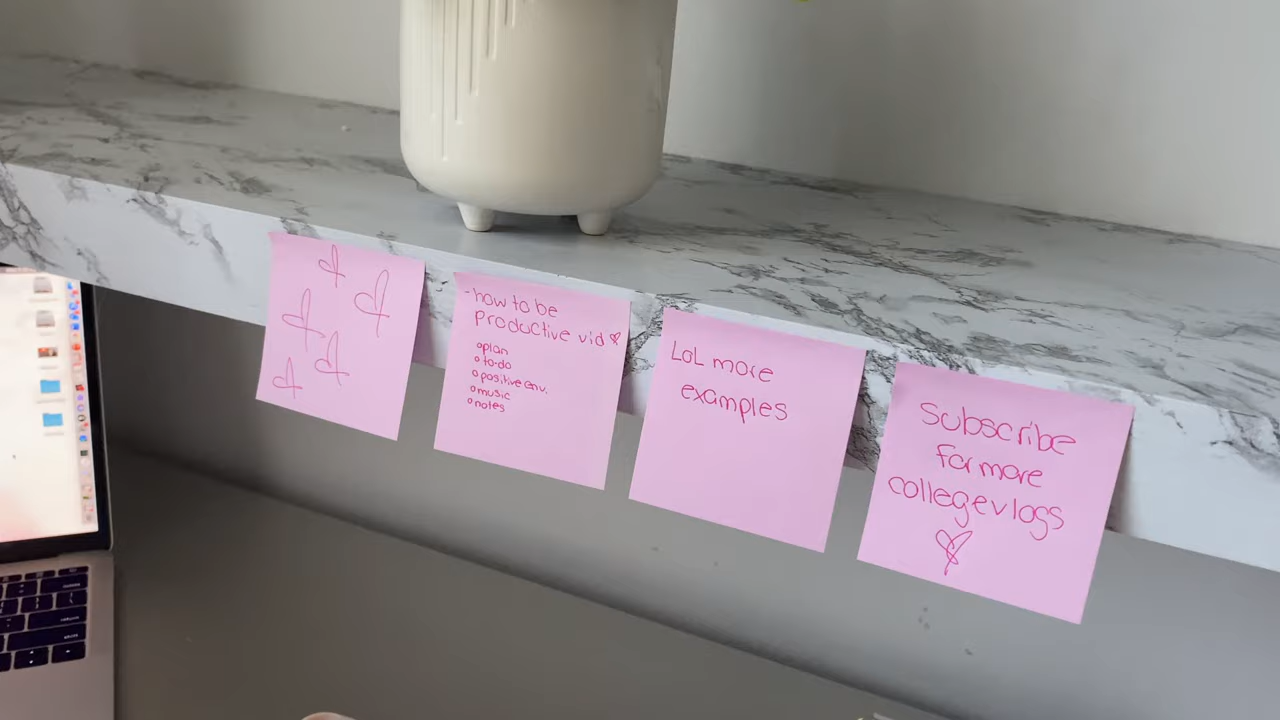 - how to be
productive vid
plan
to-do
positive env.
music
notes
LOL more
examples
Subscribe
for more
college vlogs